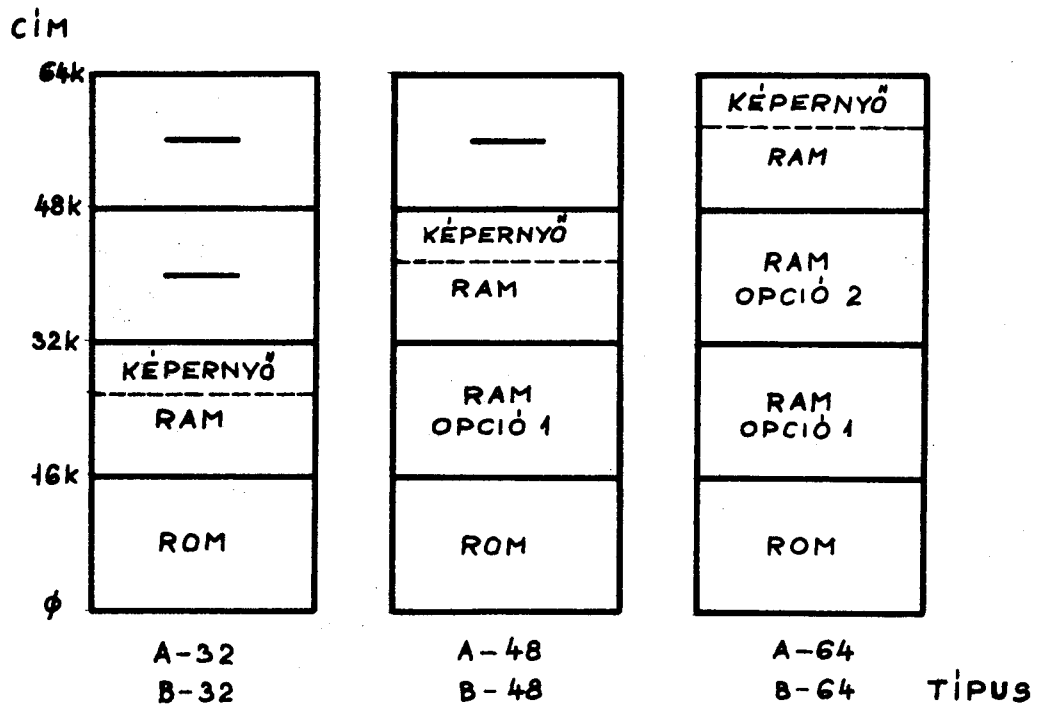 CÍM
64k
48k
32k
16k
ø
—
—
KÉPERNYŐ
RAM
ROM
A-32
B-32
—
KÉPERNYŐ
RAM
RAM
OPCIÓ 1
ROM
A-48
B-48
KÉPERNYŐ
RAM
RAM
OPCIÓ 2
RAM
OPCIÓ 1
ROM
A-64
B-64
TÍPUS